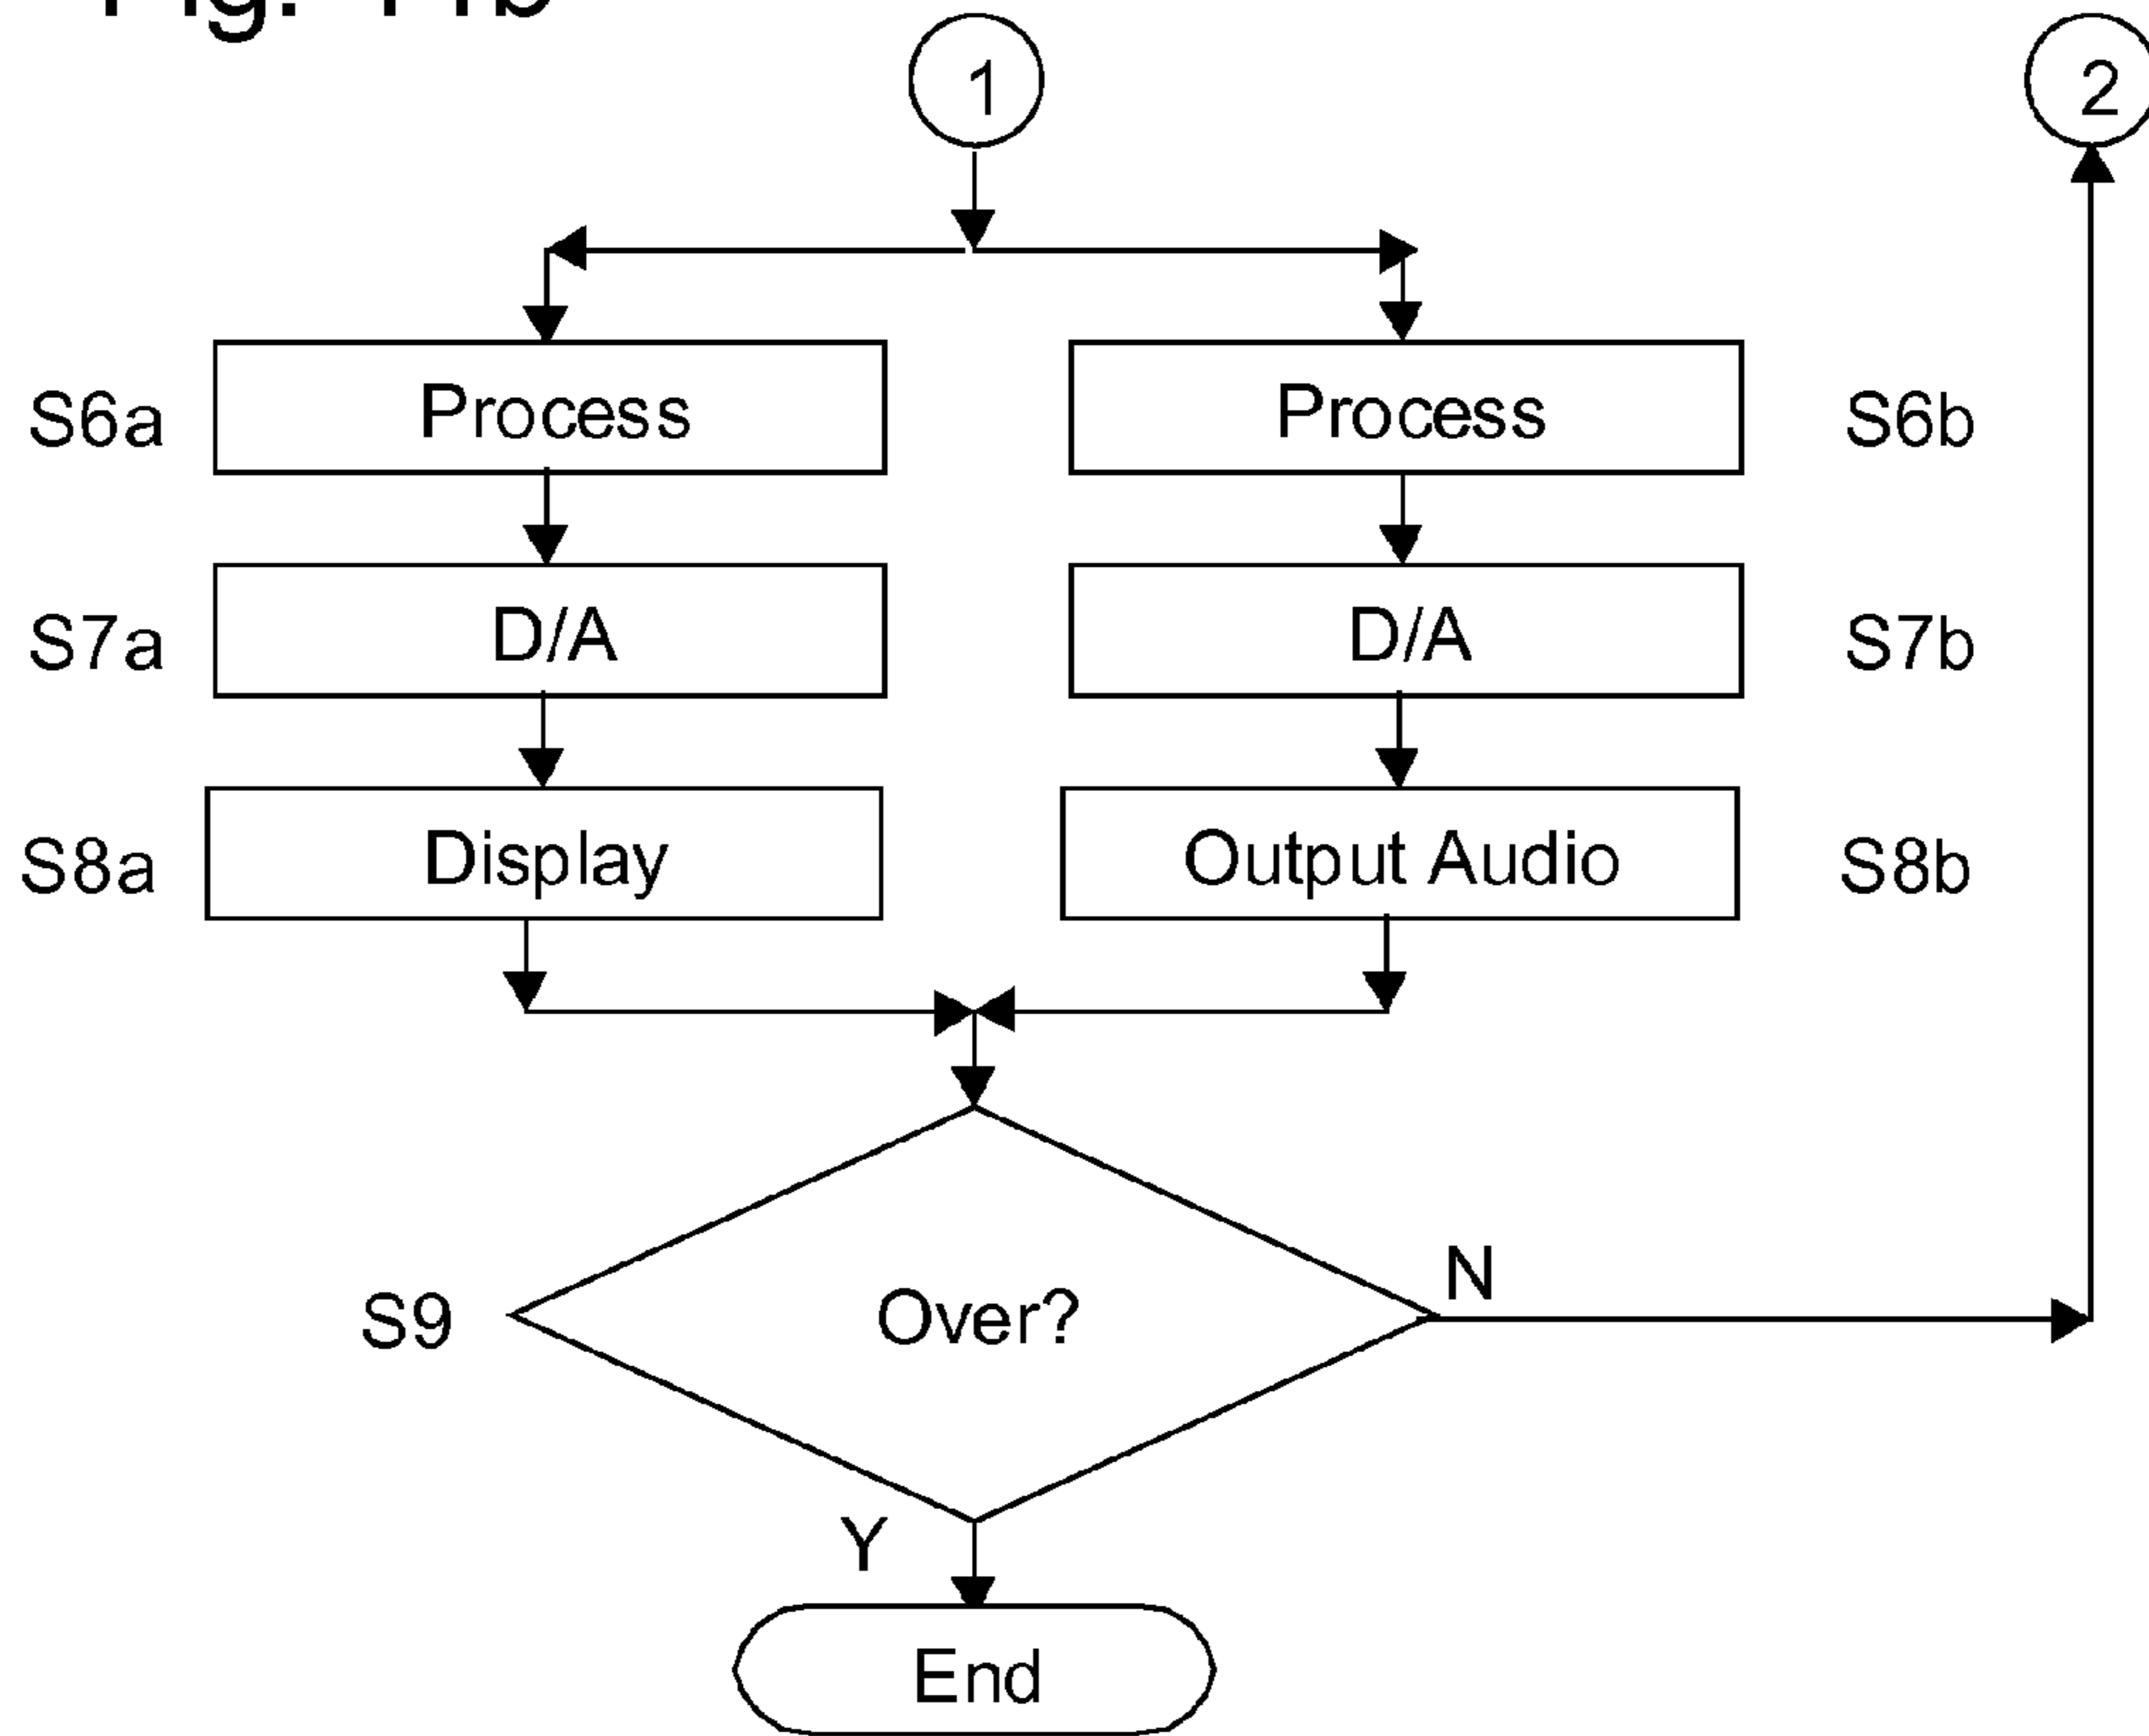 1 2
S6a Process Process S6b
S7a D/A D/A S7b
S8a Display Output Audio S8b
N
S9 Over?
Y
End